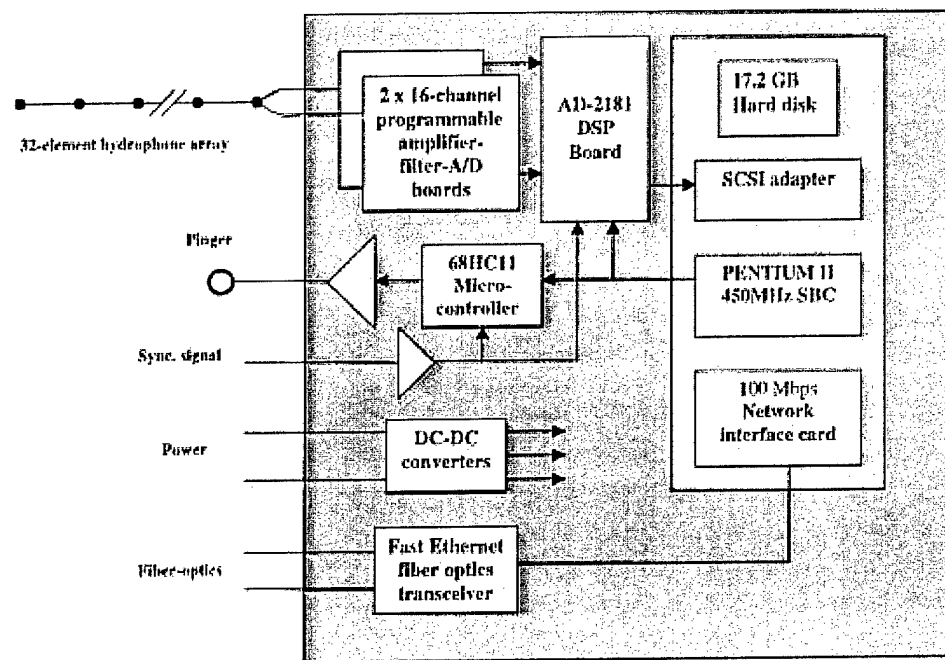 32-element hydrophone array
2 x 16-channel
programmable
amplifier-
filter-A/D
boards
AD-2181
DSP
Board
17.2 GB
Hard disk
SCSI adapter
Pinger
68HC11
Micro-
controller
PENTIUM II
450MHz SBC
Sync. signal
100 Mbps
Network
interface card
Power
DC-DC
converters
Fiber-optics
Fast Ethernet
fiber optics
transceiver